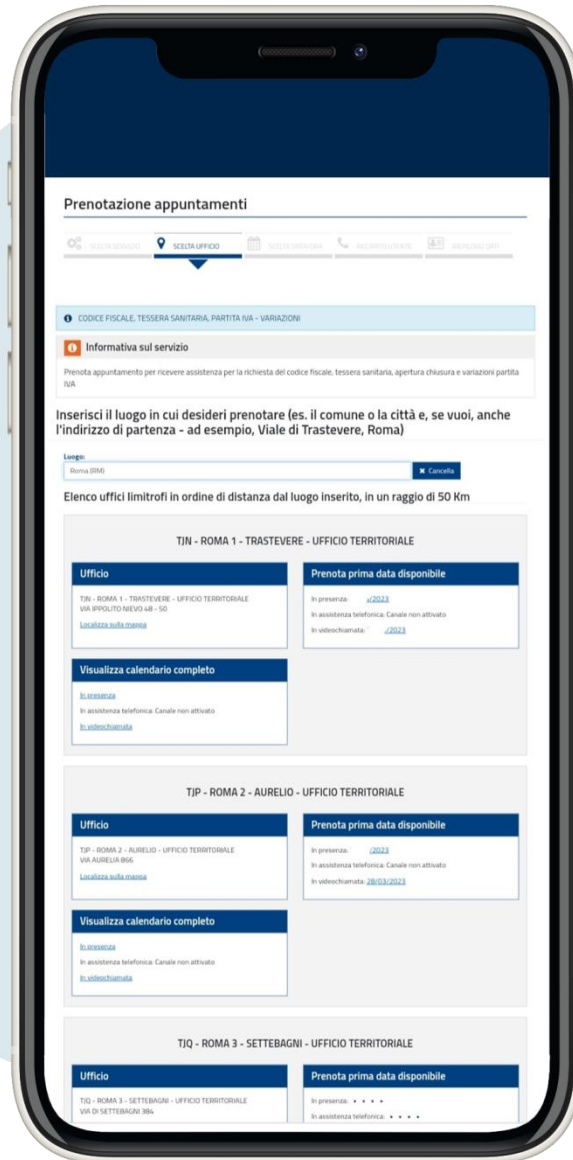 Prenotazione appuntamenti
SCELTA SERVIZIO
SCELTA UFFICIO
SCELTA DATA/ORA
RECAPITO UTENTE
RIEPILOGO DATI
CODICE FISCALE, TESSERA SANITARIA, PARTITA IVA - VARIAZIONI
Informativa sul servizio
Prenota appuntamento per ricevere assistenza per la richiesta del codice fiscale, tessera sanitaria, apertura chiusura e variazioni partita
IVA
Inserisci il luogo in cui desideri prenotare (es. il comune o la città e, se vuoi, anche
l'indirizzo di partenza - ad esempio, Viale di Trastevere, Roma)
Luogo:
Roma (RM)
✖ Cancella
Elenco uffici limitrofi in ordine di distanza dal luogo inserito, in un raggio di 50 Km
TJN - ROMA 1 - TRASTEVERE - UFFICIO TERRITORIALE
Ufficio
TJN - ROMA 1 - TRASTEVERE - UFFICIO TERRITORIALE
VIA IPPOLITO NIEVO 48 - 50
Localizza sulla mappa
Prenota prima data disponibile
In presenza: /2023
In assistenza telefonica: Canale non attivato
In videochiamata: /2023
Visualizza calendario completo
In presenza
In assistenza telefonica: Canale non attivato
In videochiamata
TJP - ROMA 2 - AURELIO - UFFICIO TERRITORIALE
Ufficio
TJP - ROMA 2 - AURELIO - UFFICIO TERRITORIALE
VIA AURELIA 866
Localizza sulla mappa
Prenota prima data disponibile
In presenza: /2023
In assistenza telefonica: Canale non attivato
In videochiamata: 28/03/2023
Visualizza calendario completo
In presenza
In assistenza telefonica: Canale non attivato
In videochiamata
TJQ - ROMA 3 - SETTEBAGNI - UFFICIO TERRITORIALE
Ufficio
TJQ - ROMA 3 - SETTEBAGNI - UFFICIO TERRITORIALE
VIA DI SETTEBAGNI 384
Prenota prima data disponibile
In presenza: • • • •
In assistenza telefonica: • • • •